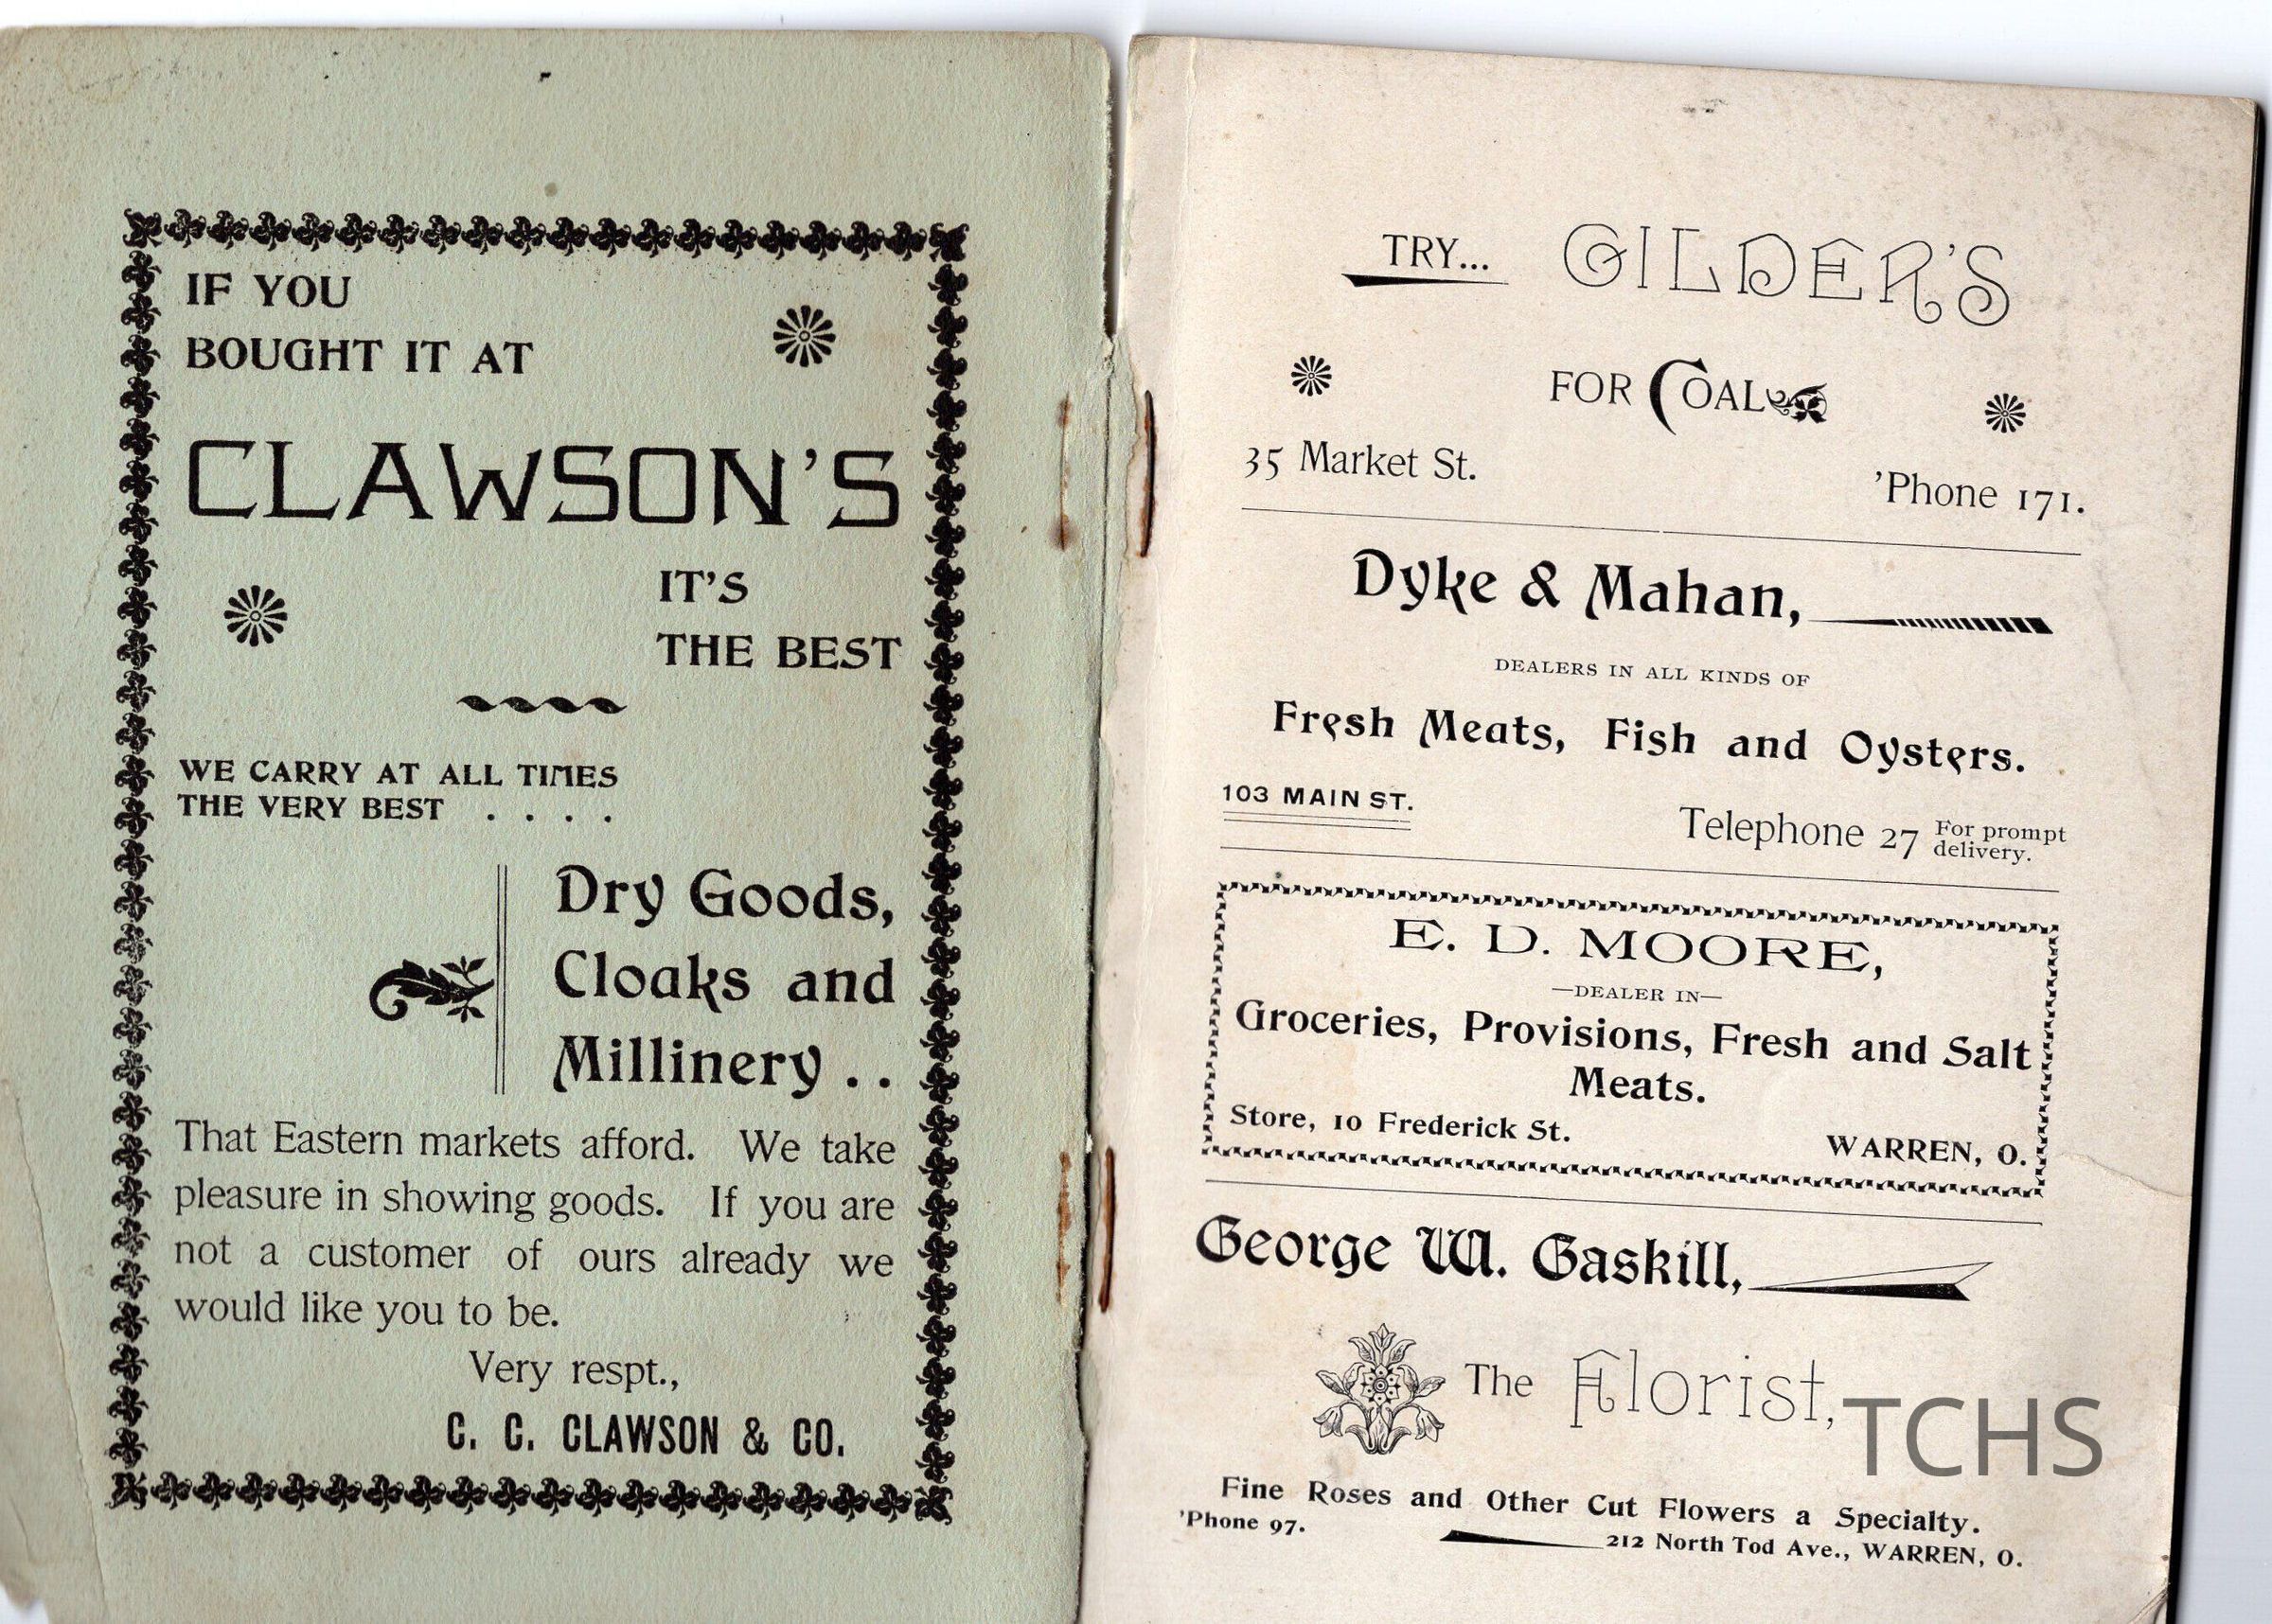 IF YOU
BOUGHT IT AT
CLAWSON'S
IT'S
THE BEST
WE CARRY AT ALL TIMES
THE VERY BEST . . . .
Dry Goods,
Cloaks and
Millinery . .
That Eastern markets afford. We take
pleasure in showing goods. If you are
not a customer of ours already we
would like you to be.
Very respt.,
C. C. CLAWSON & CO.
TRY... GILDER'S
FOR COAL
35 Market St. 'Phone 171.
Dyke & Mahan,
DEALERS IN ALL KINDS OF
Fresh Meats, Fish and Oysters.
103 MAIN ST. Telephone 27 For prompt
delivery.
E. D. MOORE,
—DEALER IN—
Groceries, Provisions, Fresh and Salt
Meats.
Store, 10 Frederick St. WARREN, O.
George W. Gaskill,
The Florist,
TCHS
Fine Roses and Other Cut Flowers a Specialty.
'Phone 97. 212 North Tod Ave., WARREN, O.